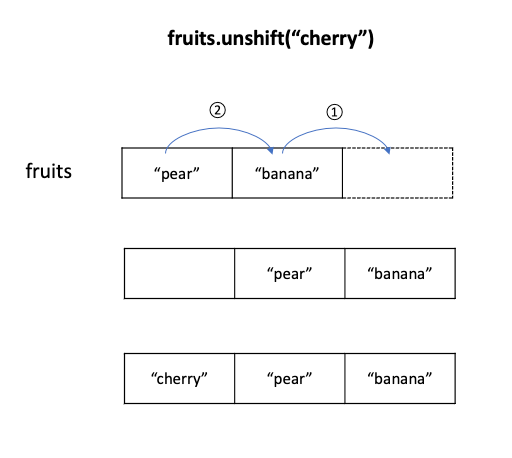 fruits.unshift(“cherry”)
② ①
fruits “pear” “banana”
“pear” “banana”
“cherry” “pear” “banana”